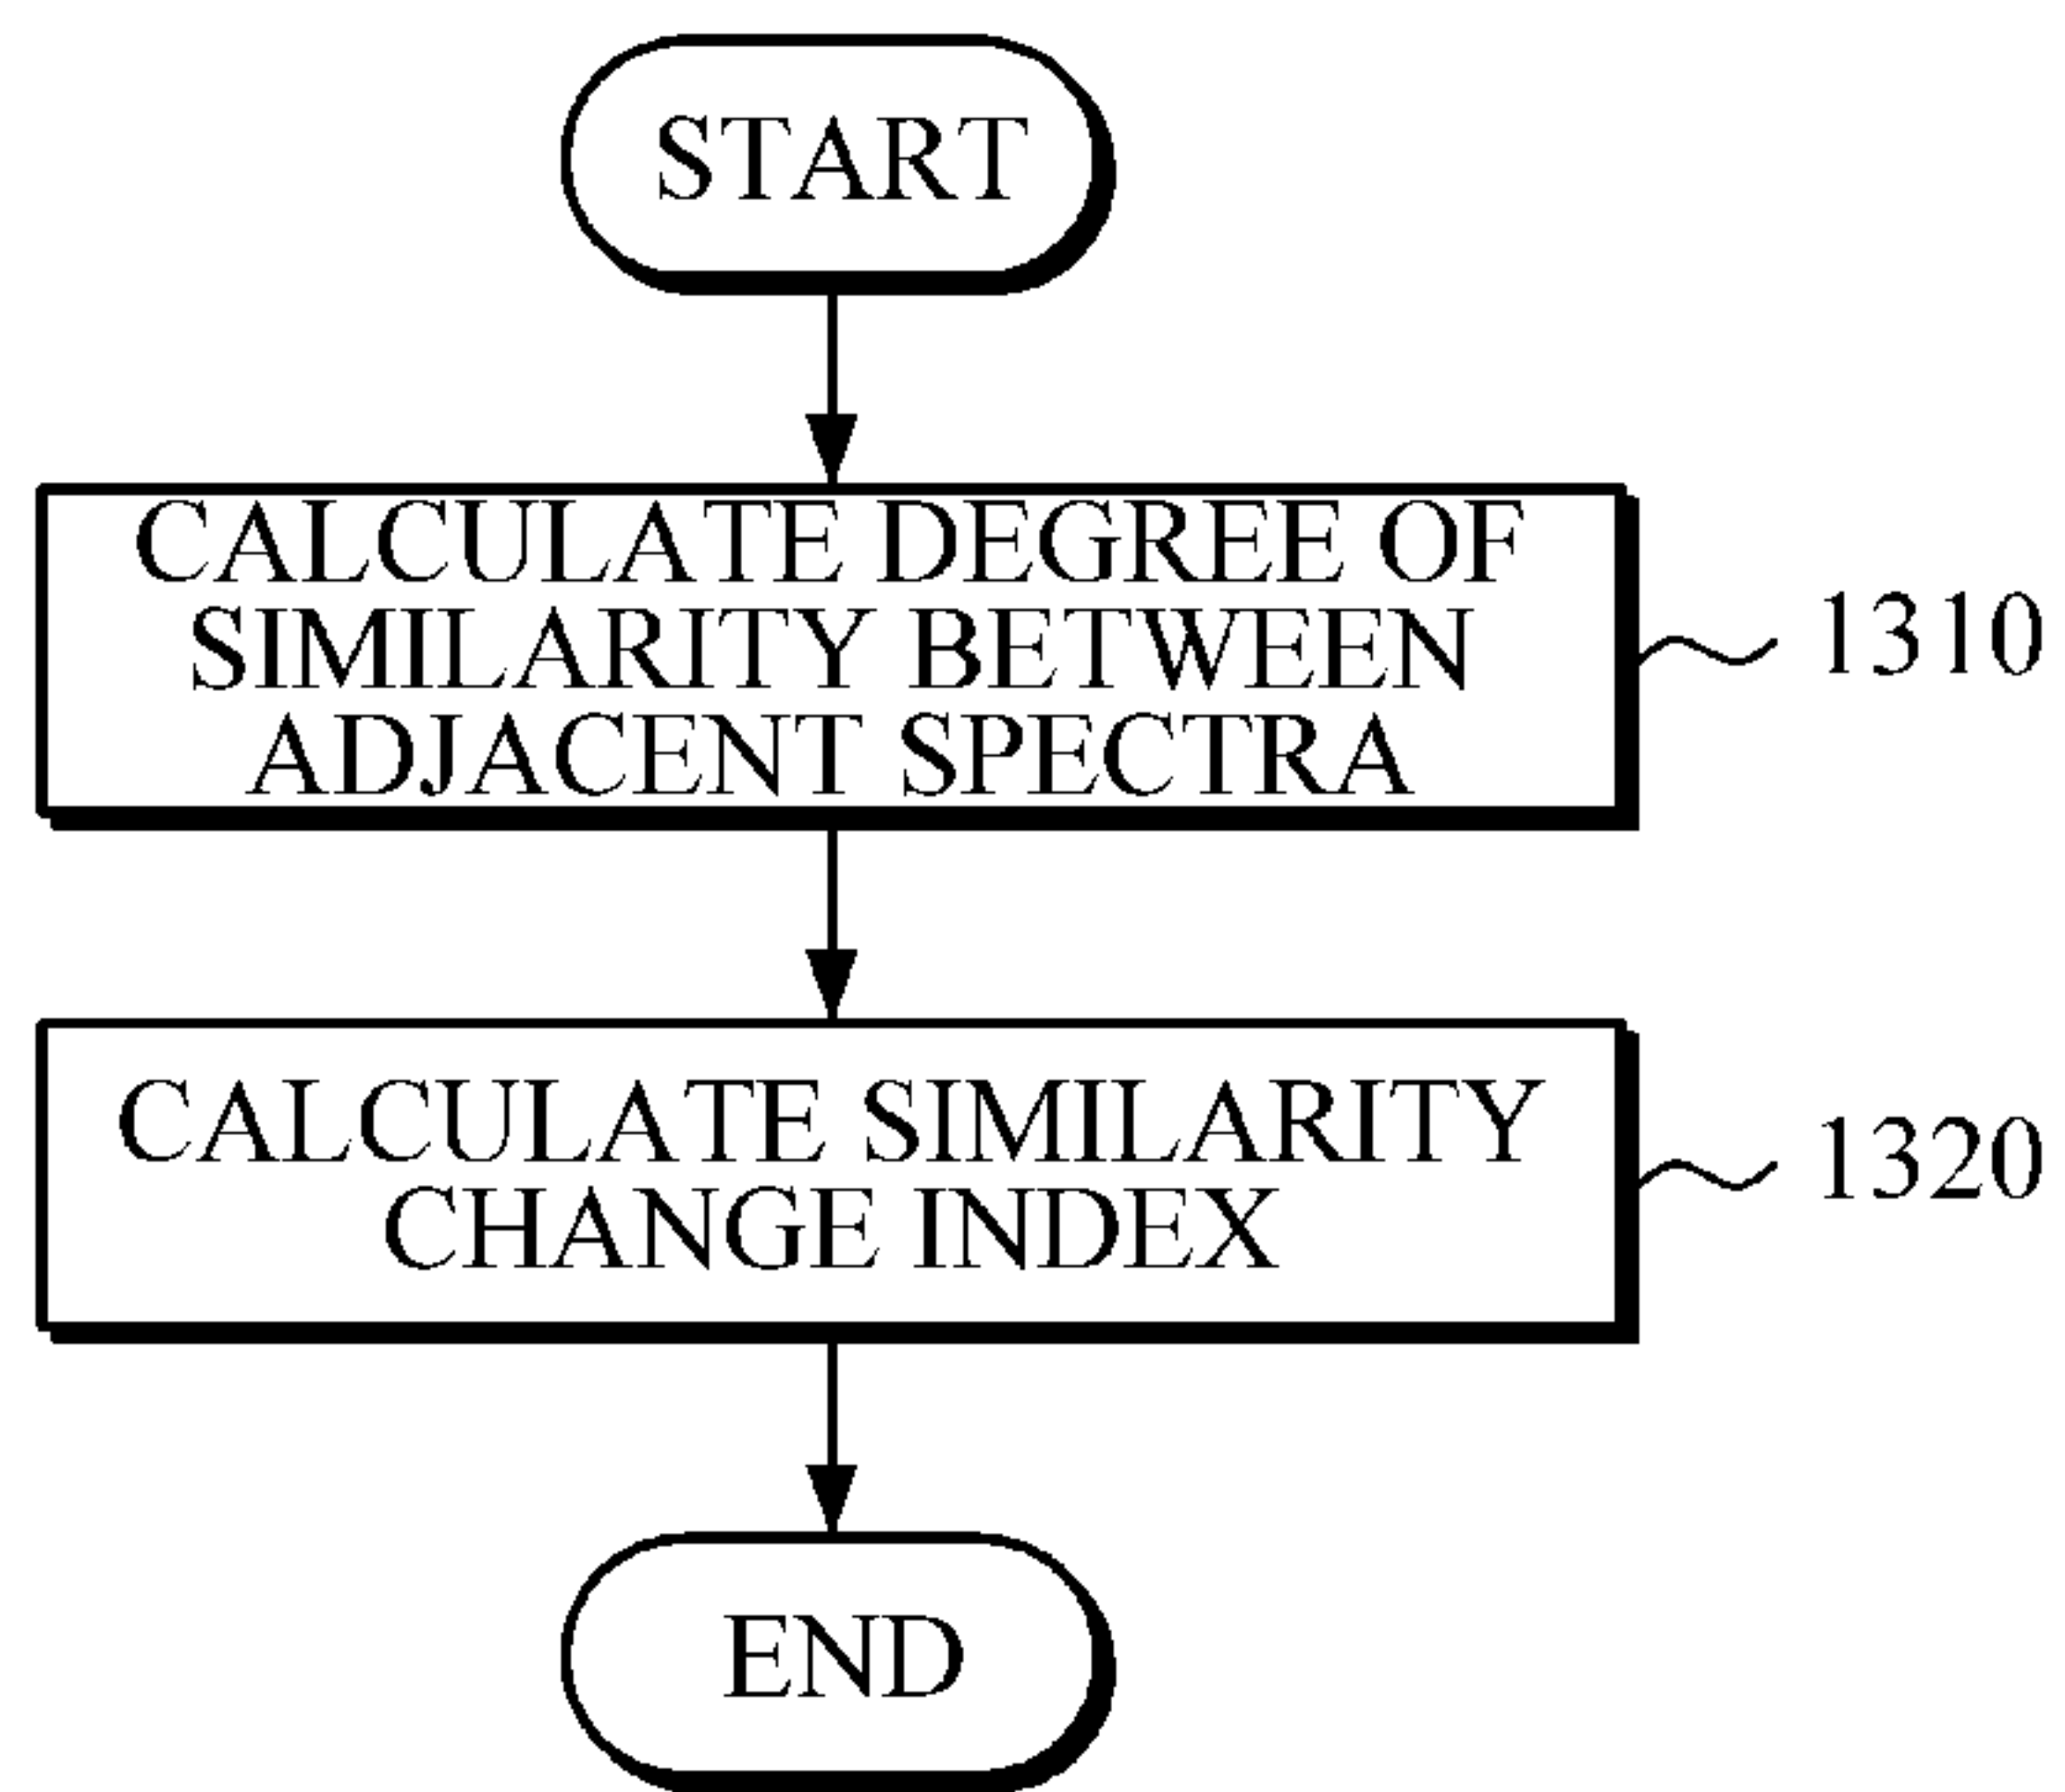 START
CALCULATE DEGREE OF
SIMILARITY BETWEEN
ADJACENT SPECTRA
1310
CALCULATE SIMILARITY
CHANGE INDEX
1320
END